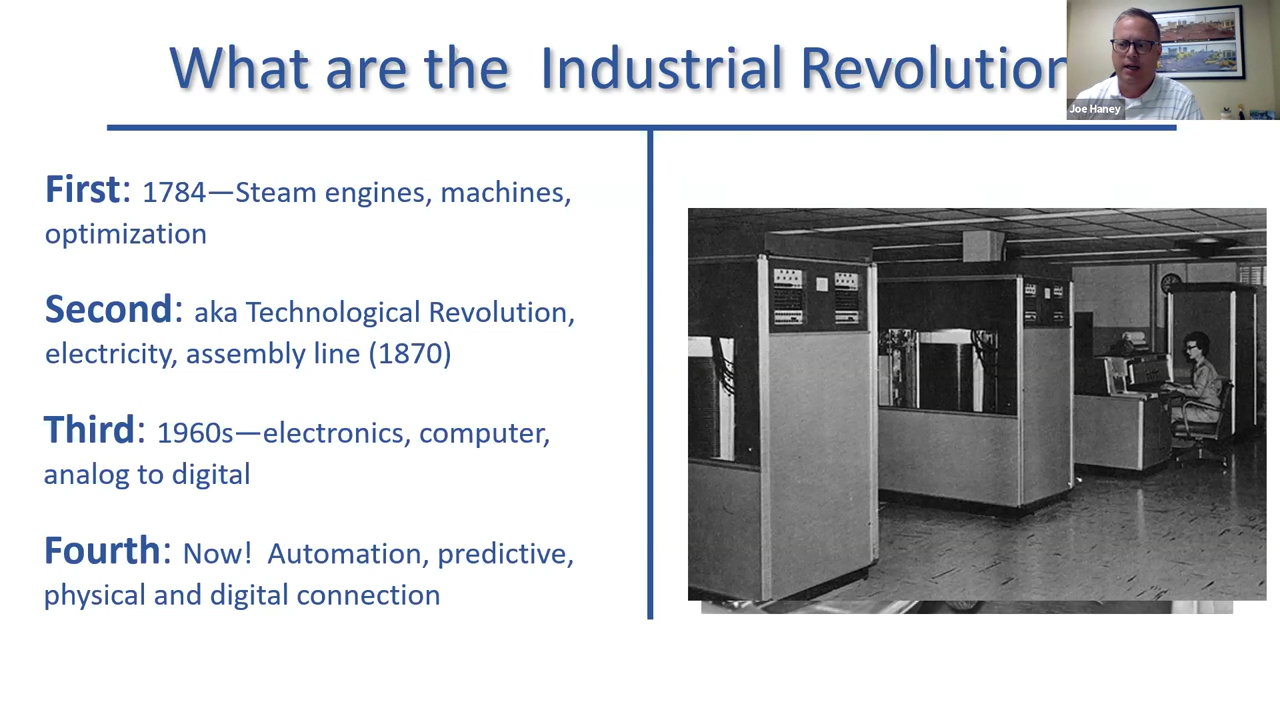 What are the  Industrial Revolution
Joe Haney
First: 1784—Steam engines, machines,
optimization
Second: aka Technological Revolution,
electricity, assembly line (1870)
Third: 1960s—electronics, computer,
analog to digital
Fourth: Now!  Automation, predictive,
physical and digital connection